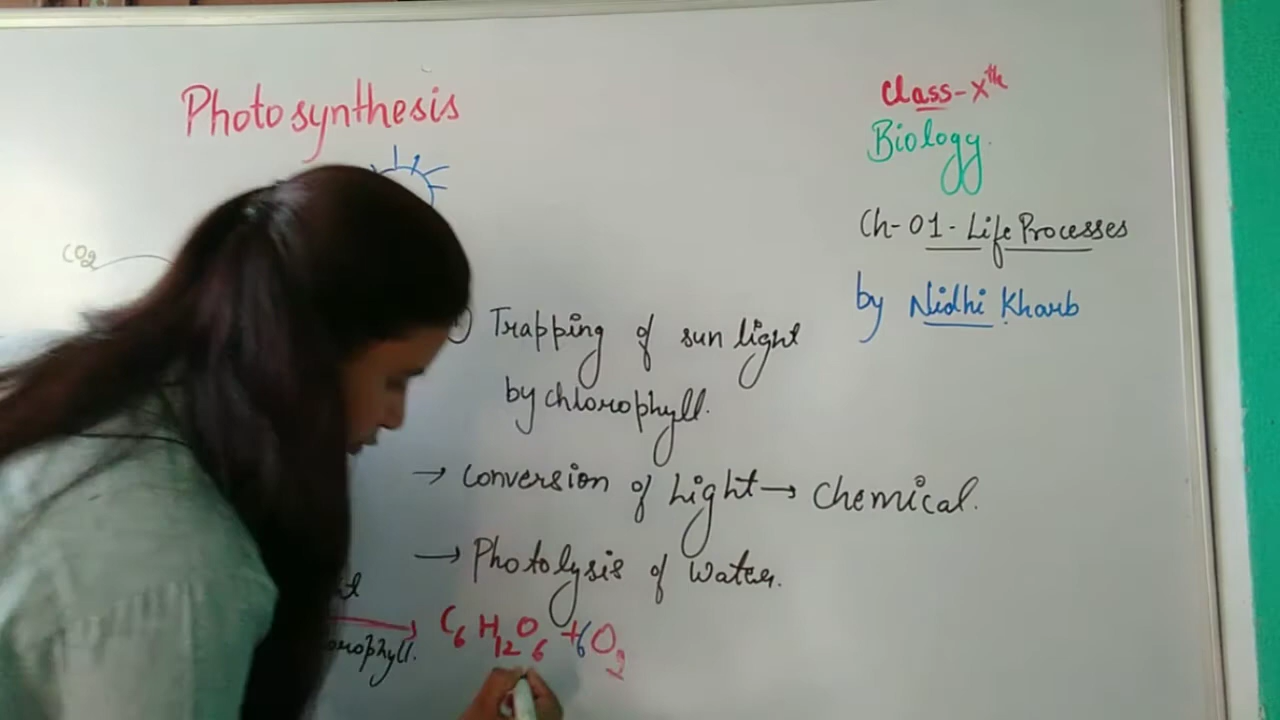 Photosynthesis
Class-Xth
Biology.
Ch-01-Life Processes
by Nidhi Kharb
CO2
Trapping of sun light
by chlorophyll.
→ Conversion of Light → Chemical.
→ Photolysis of Water.
C6H12O6 + 6O2